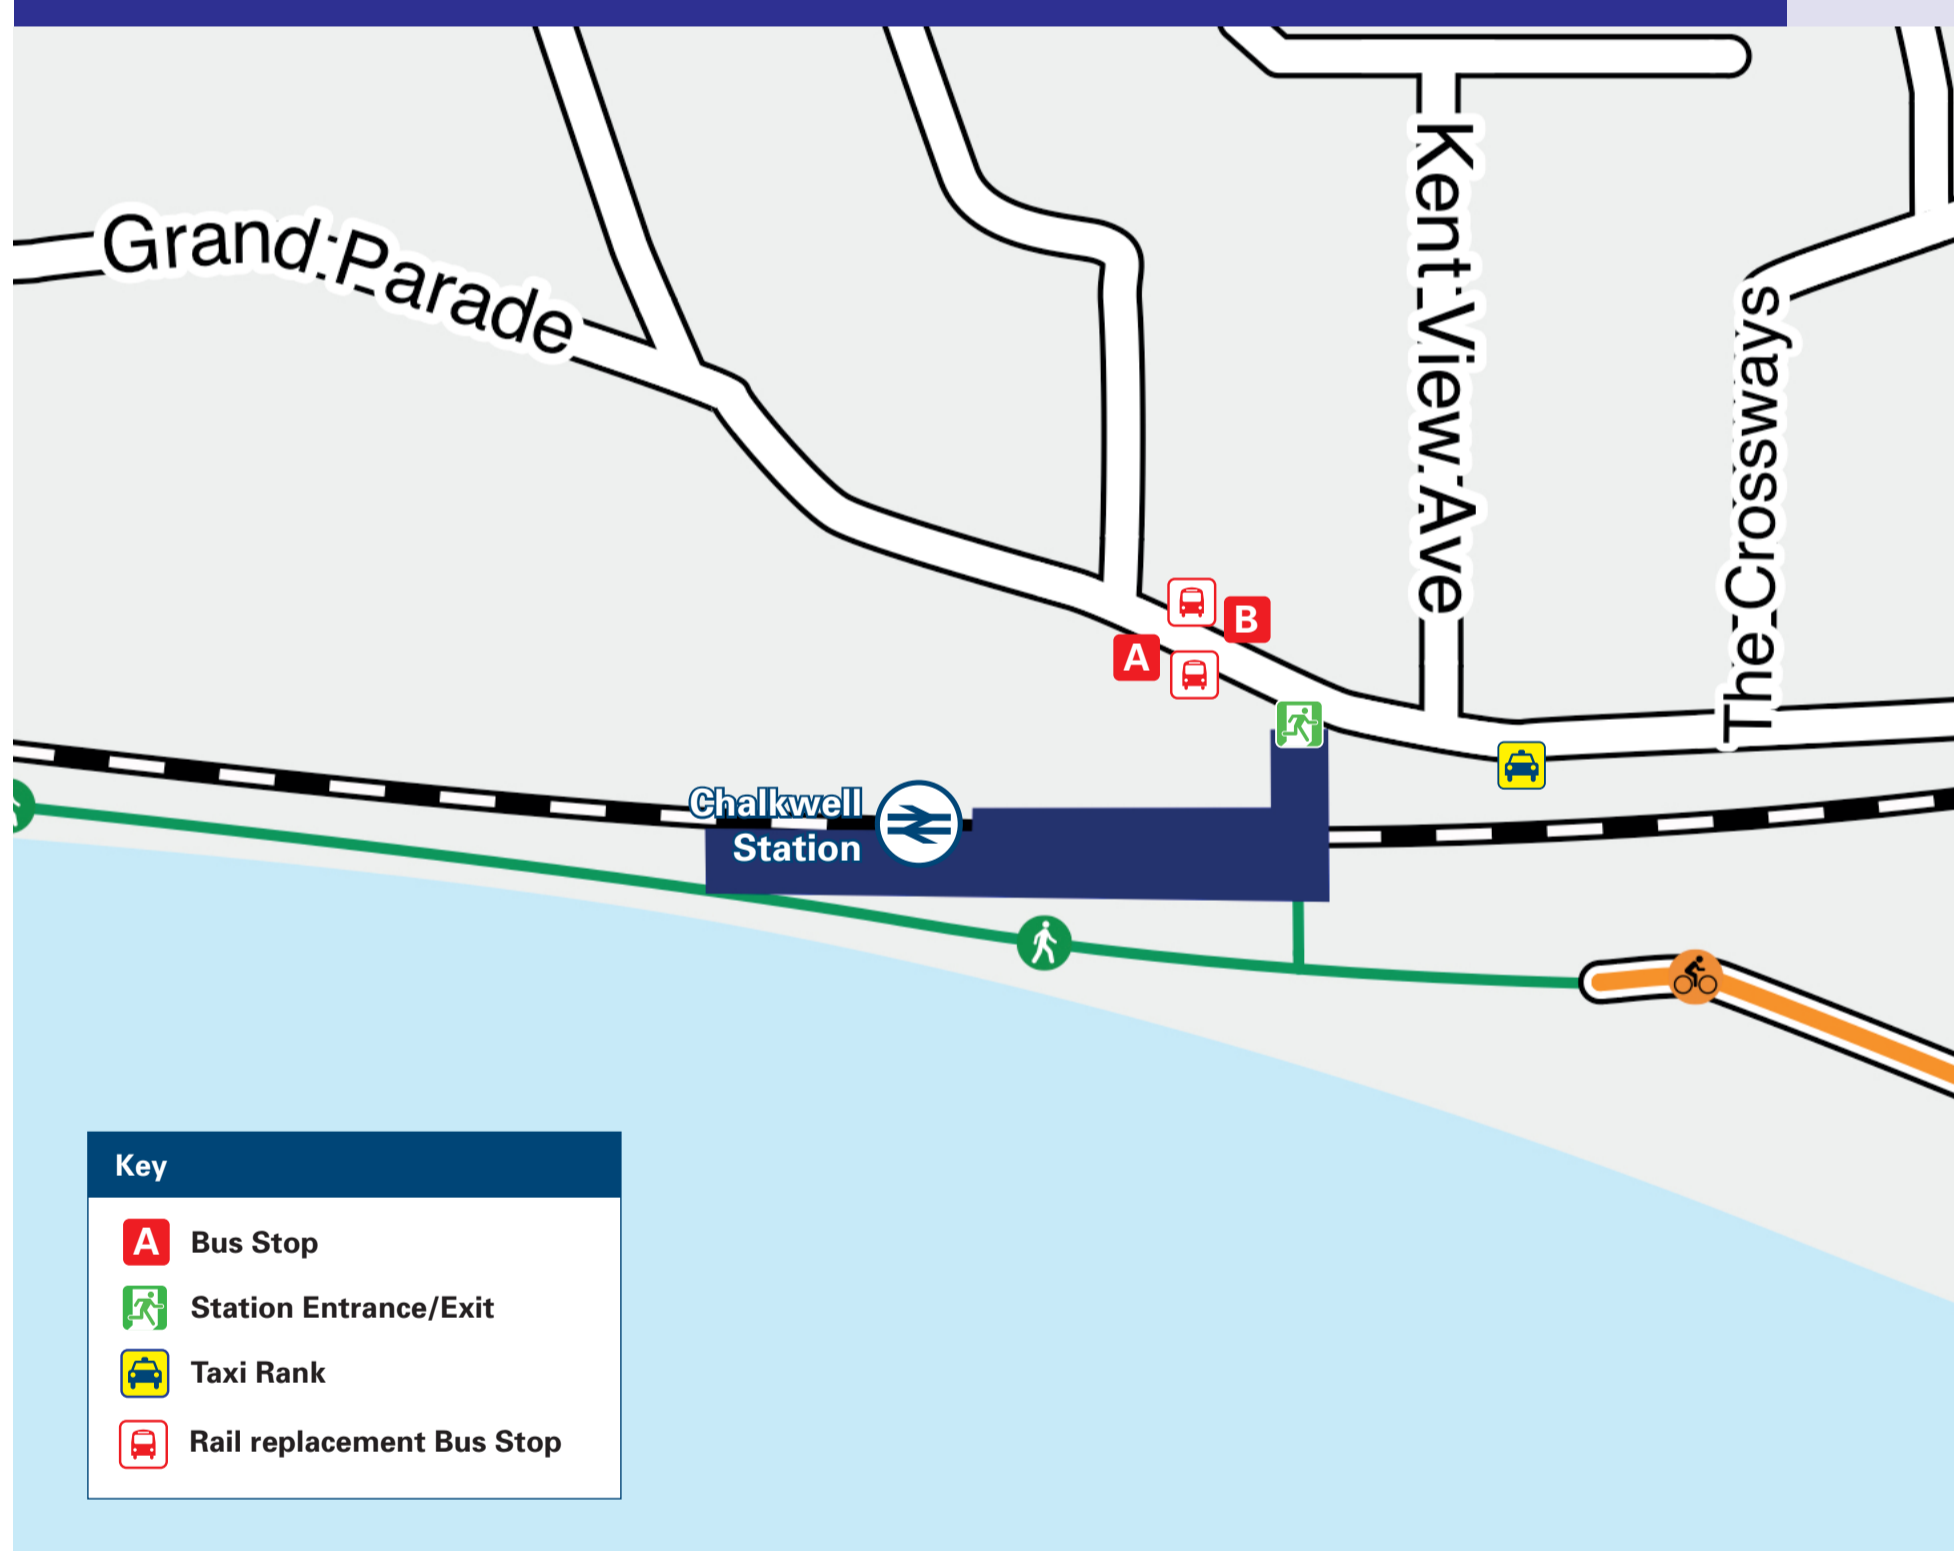 Grand Parade
Kent View Ave
The Crossways
B
A
Chalkwell
Station
Key
A Bus Stop
Station Entrance/Exit
Taxi Rank
Rail replacement Bus Stop